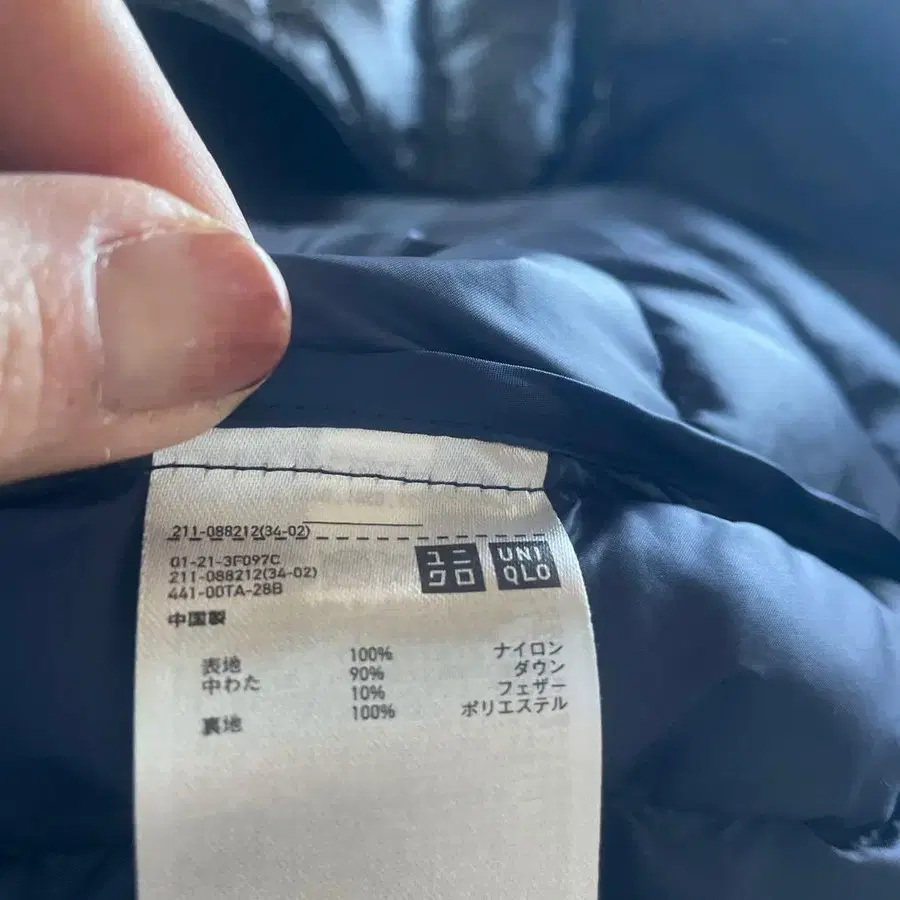 211-088212(34-02)
01-21-3F097C
211-088212(34-02)
441-00TA-28B
ユニクロ
UNIQLO
中国製
表地 100% ナイロン
中わた 90% ダウン
10% フェザー
裏地 100% ポリエステル